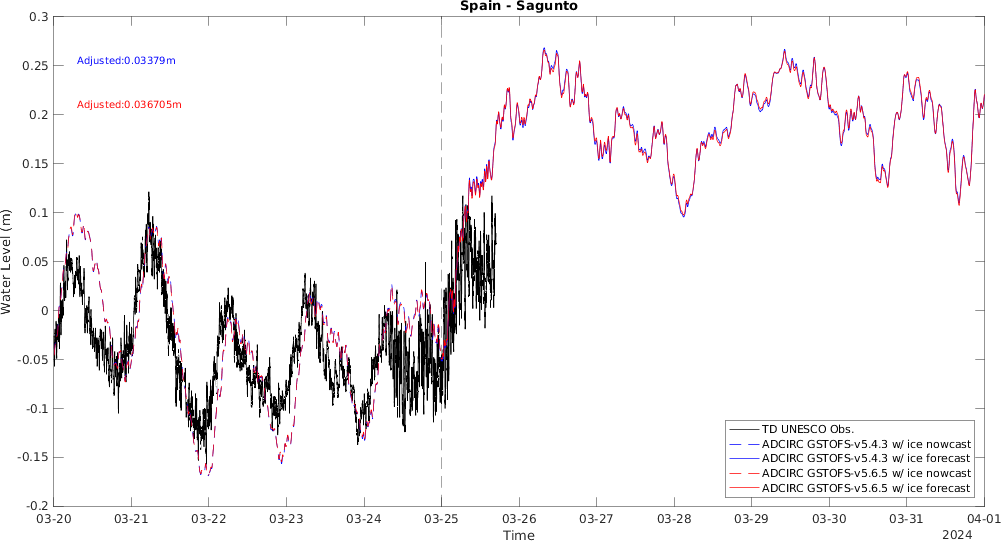 Spain - Sagunto
0.3
0.25
0.2
0.15
0.1
0.05
0
-0.05
-0.1
-0.15
-0.2
Water Level (m)
Adjusted:0.03379m
Adjusted:0.036705m
TD UNESCO Obs.
ADCIRC GSTOFS-v5.4.3 w/ ice nowcast
ADCIRC GSTOFS-v5.4.3 w/ ice forecast
ADCIRC GSTOFS-v5.6.5 w/ ice nowcast
ADCIRC GSTOFS-v5.6.5 w/ ice forecast
03-20 03-21 03-22 03-23 03-24 03-25 03-26 03-27 03-28 03-29 03-30 03-31 04-01
Time
2024